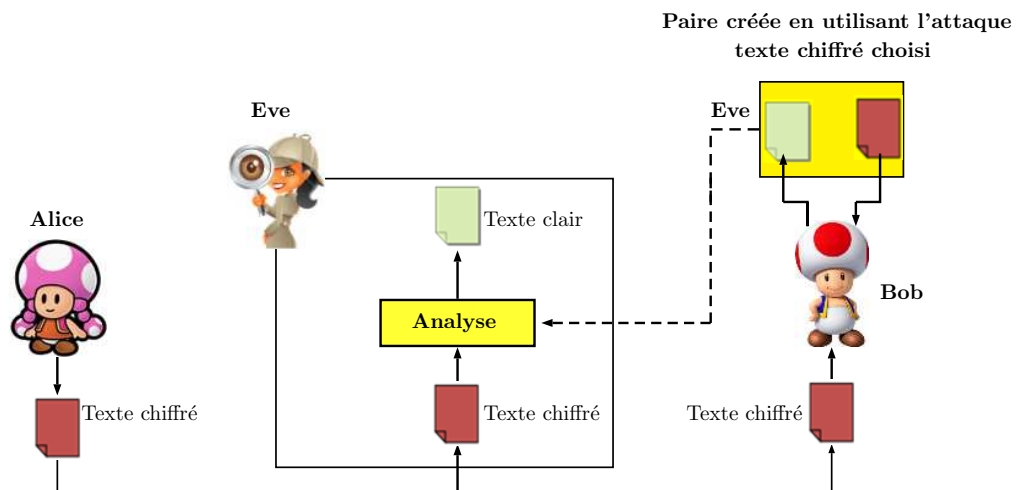 Paire créée en utilisant l'attaque
texte chiffré choisi
Eve
Eve
Alice
Texte clair
Bob
Analyse
Texte chiffré
Texte chiffré
Texte chiffré